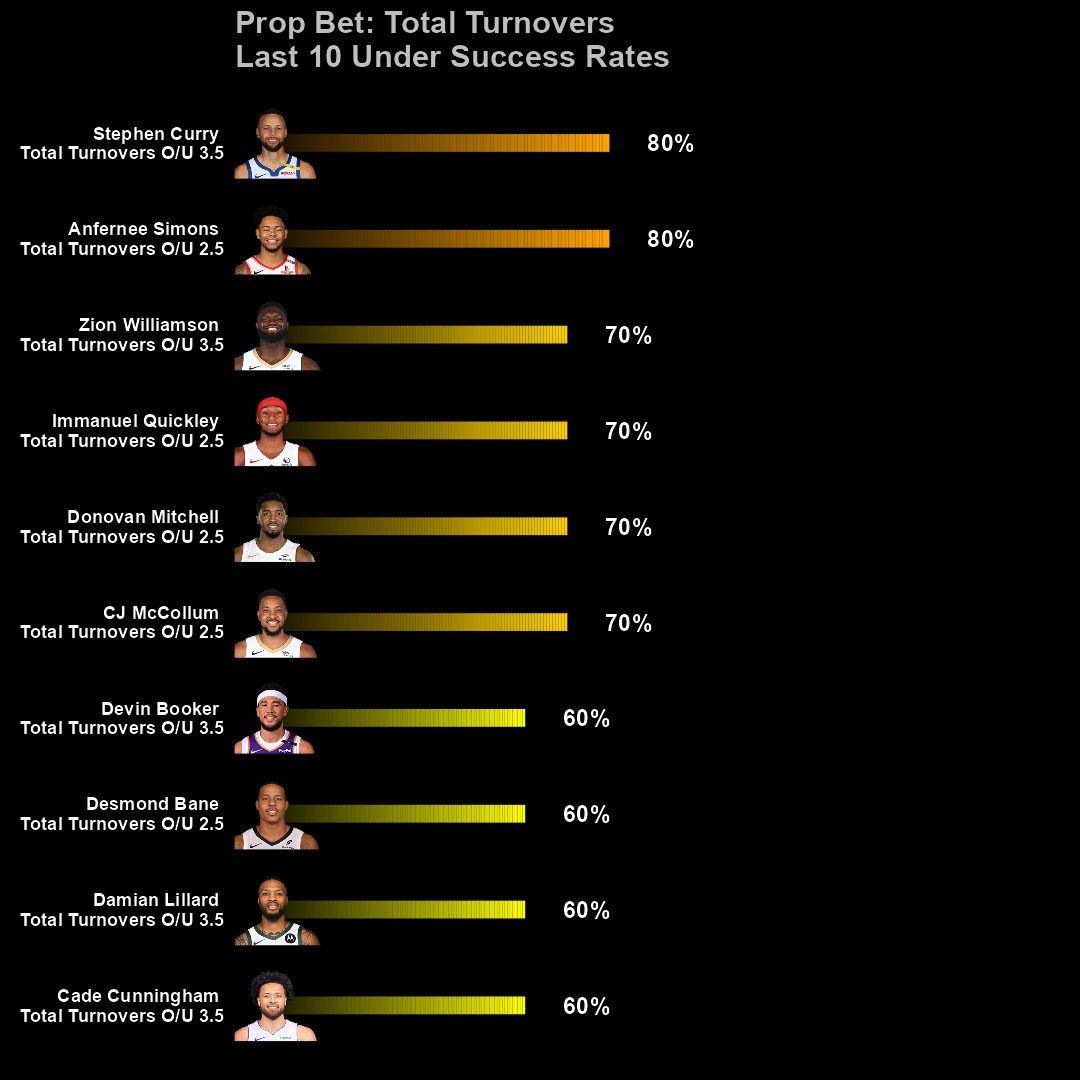 Prop Bet: Total Turnovers
Last 10 Under Success Rates
Stephen Curry
Total Turnovers O/U 3.5
80%
Anfernee Simons
Total Turnovers O/U 2.5
80%
Zion Williamson
Total Turnovers O/U 3.5
70%
Immanuel Quickley
Total Turnovers O/U 2.5
70%
Donovan Mitchell
Total Turnovers O/U 2.5
70%
CJ McCollum
Total Turnovers O/U 2.5
70%
Devin Booker
Total Turnovers O/U 3.5
60%
Desmond Bane
Total Turnovers O/U 2.5
60%
Damian Lillard
Total Turnovers O/U 3.5
60%
Cade Cunningham
Total Turnovers O/U 3.5
60%